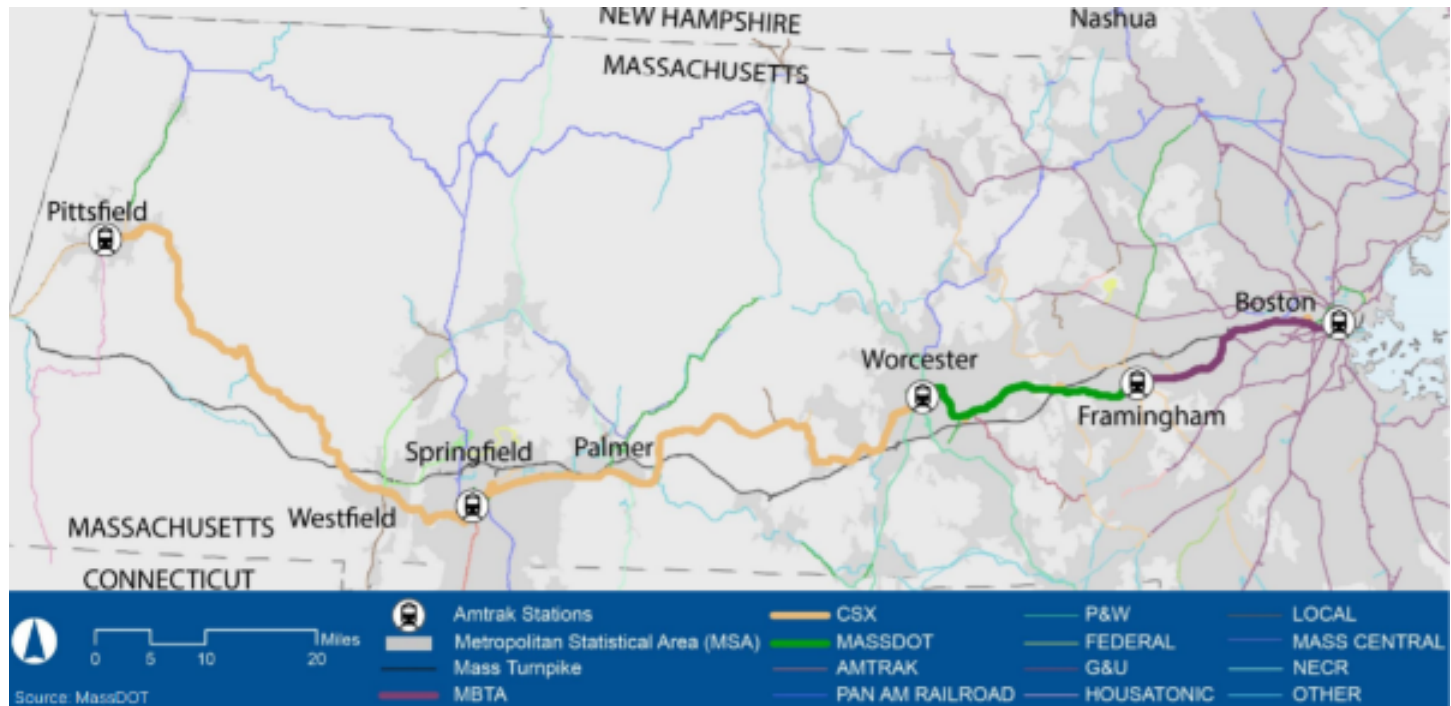 NEW HAMPSHIRE
Nashua
MASSACHUSETTS
Pittsfield
Boston
Worcester
Framingham
Springfield
Palmer
Westfield
MASSACHUSETTS
CONNECTICUT
Amtrak Stations
Metropolitan Statistical Area (MSA)
Mass Turnpike
MBTA
CSX
MASSDOT
AMTRAK
PAN AM RAILROAD
P&W
FEDERAL
G&U
HOUSATONIC
LOCAL
MASS CENTRAL
NECR
OTHER
Miles
0 5 10 20
Source: MassDOT